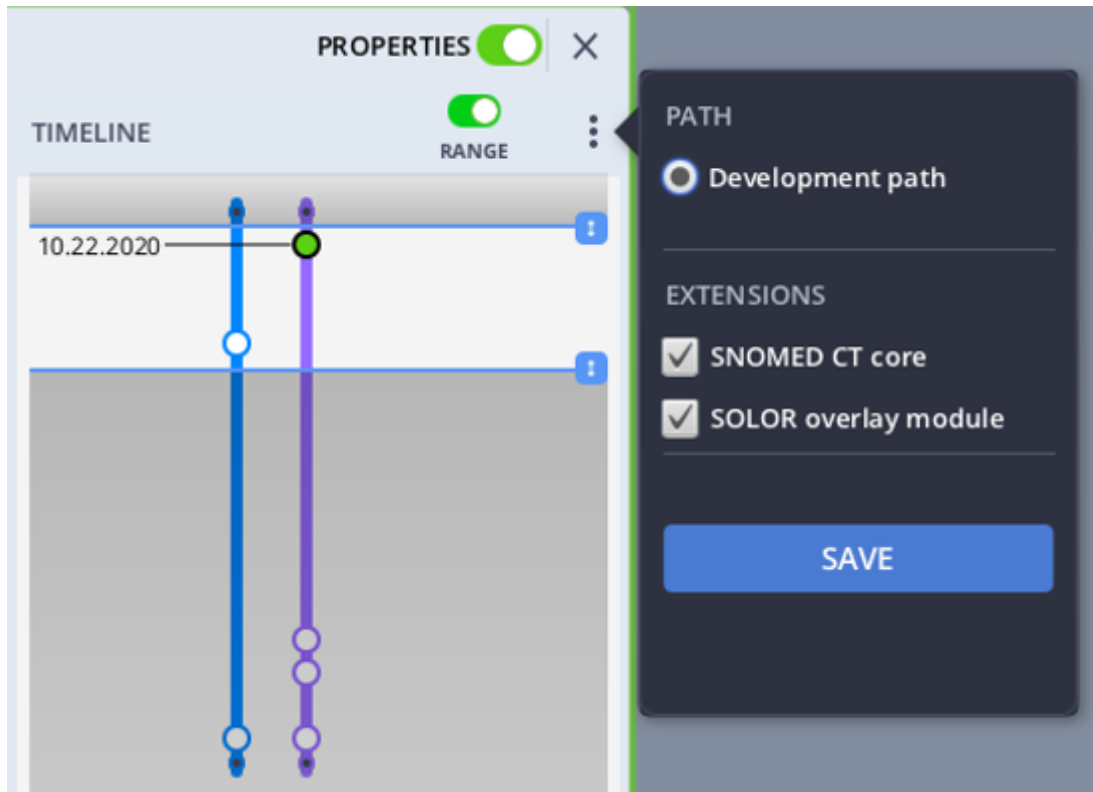 PROPERTIES
TIMELINE
RANGE
10.22.2020
PATH
Development path
EXTENSIONS
SNOMED CT core
SOLOR overlay module
SAVE